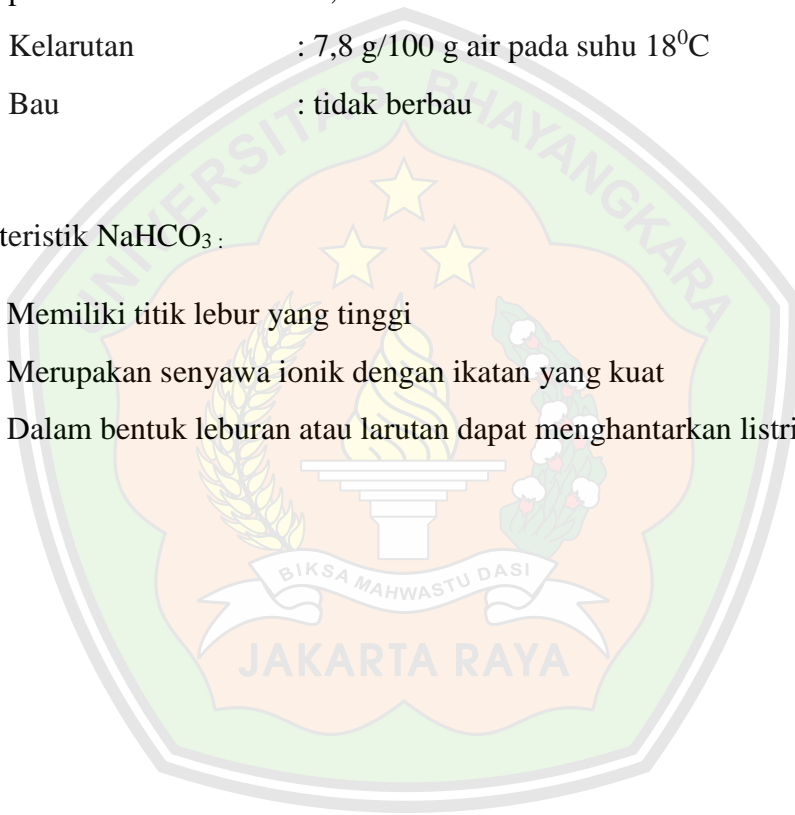 Kelarutan : 7,8 g/100 g air pada suhu 18⁰C
Bau : tidak berbau
teristik NaHCO₃ :
Memiliki titik lebur yang tinggi
Merupakan senyawa ionik dengan ikatan yang kuat
Dalam bentuk leburan atau larutan dapat menghantarkan listri
UNIVERSITAS BHAYANGKARA
BIKSA MAHWASTU DASI
JAKARTA RAYA